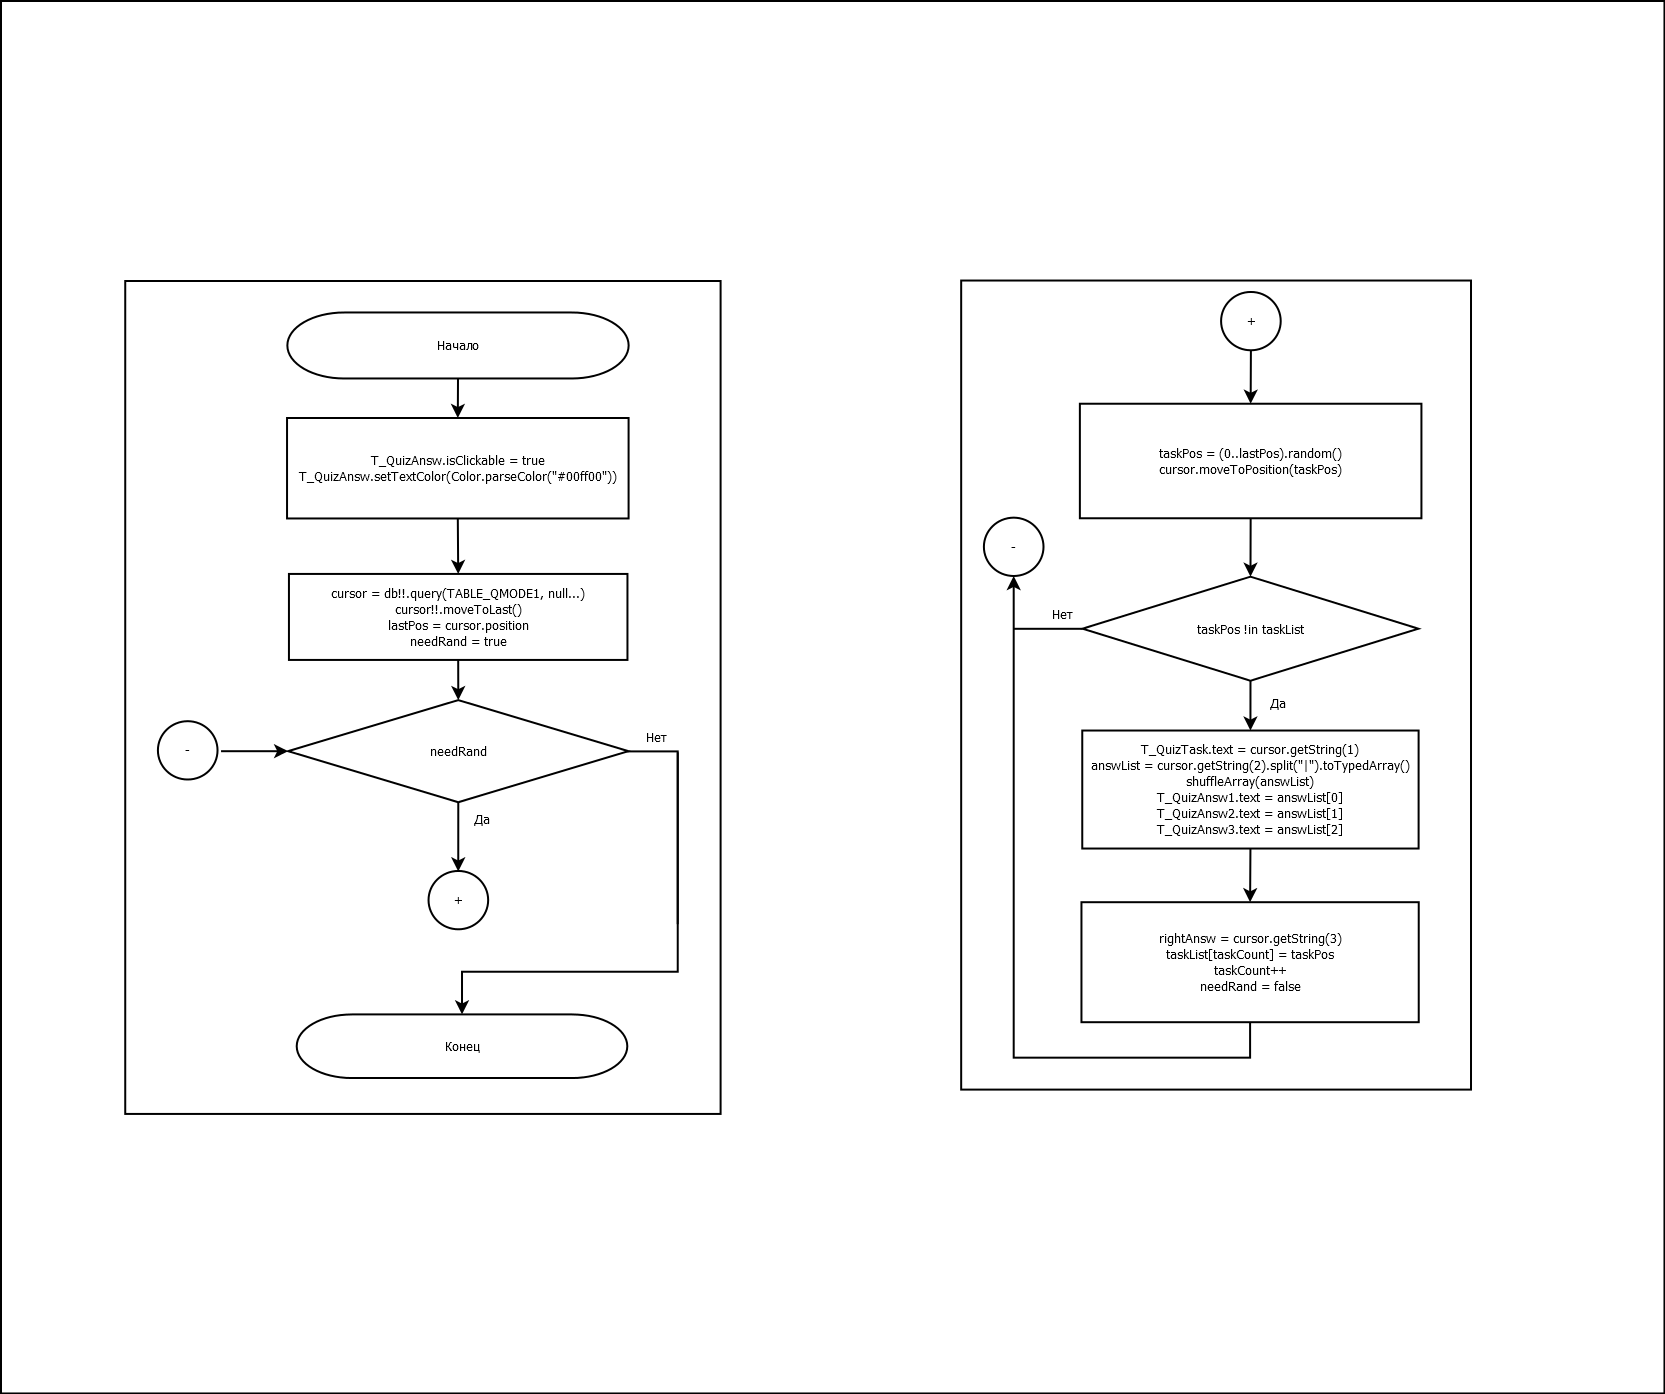 Начало
T_QuizAnsw.isClickable = true
T_QuizAnsw.setTextColor(Color.parseColor("#00ff00"))
cursor = db!!.query(TABLE_QMODE1, null...)
cursor!!.moveToLast()
lastPos = cursor.position
needRand = true
-
needRand
Нет
Да
+
Конец
+
taskPos = (0..lastPos).random()
cursor.moveToPosition(taskPos)
-
Нет
taskPos !in taskList
Да
T_QuizTask.text = cursor.getString(1)
answList = cursor.getString(2).split("|").toTypedArray()
shuffleArray(answList)
T_QuizAnsw1.text = answList[0]
T_QuizAnsw2.text = answList[1]
T_QuizAnsw3.text = answList[2]
rightAnsw = cursor.getString(3)
taskList[taskCount] = taskPos
taskCount++
needRand = false